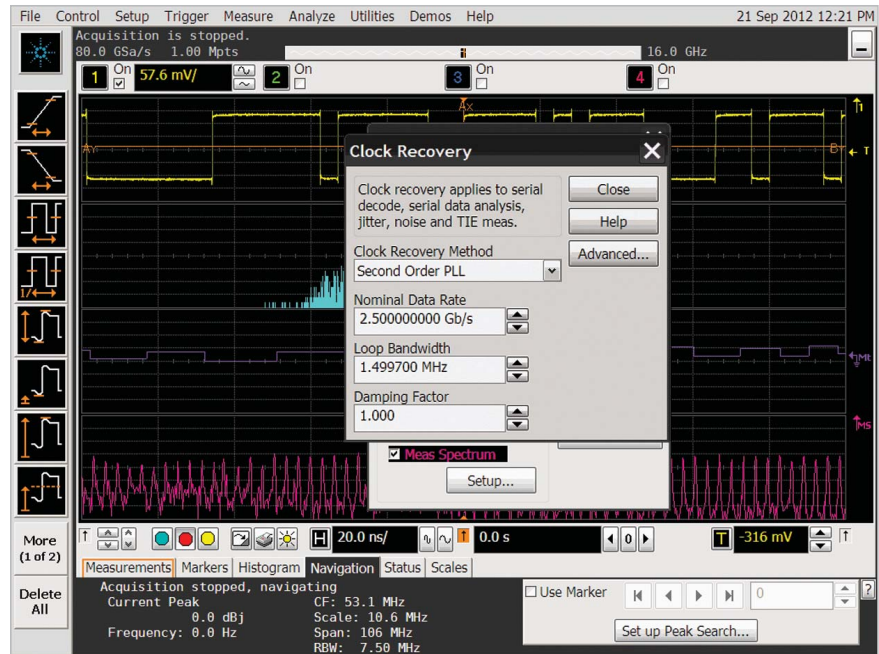 File Control Setup Trigger Measure Analyze Utilities Demos Help 21 Sep 2012 12:21 PM
Acquisition is stopped.
80.0 GSa/s 1.00 Mpts 16.0 GHz
1 On 57.6 mV/ 2 On 3 On 4 On
Clock Recovery
Clock recovery applies to serial
decode, serial data analysis,
jitter, noise and TIE meas.
Close
Help
Advanced...
Clock Recovery Method
Second Order PLL
Nominal Data Rate
2.500000000 Gb/s
Loop Bandwidth
1.499700 MHz
Damping Factor
1.000
Meas Spectrum
Setup...
More
(1 of 2)
Delete
All
H 20.0 ns/ 0.0 s 0 T -316 mV
Measurements Markers Histogram Navigation Status Scales
Acquisition stopped, navigating
Current Peak CF: 53.1 MHz
0.0 dBj Scale: 10.6 MHz
Frequency: 0.0 Hz Span: 106 MHz
RBW: 7.50 MHz
Use Marker 0 ?
Set up Peak Search...